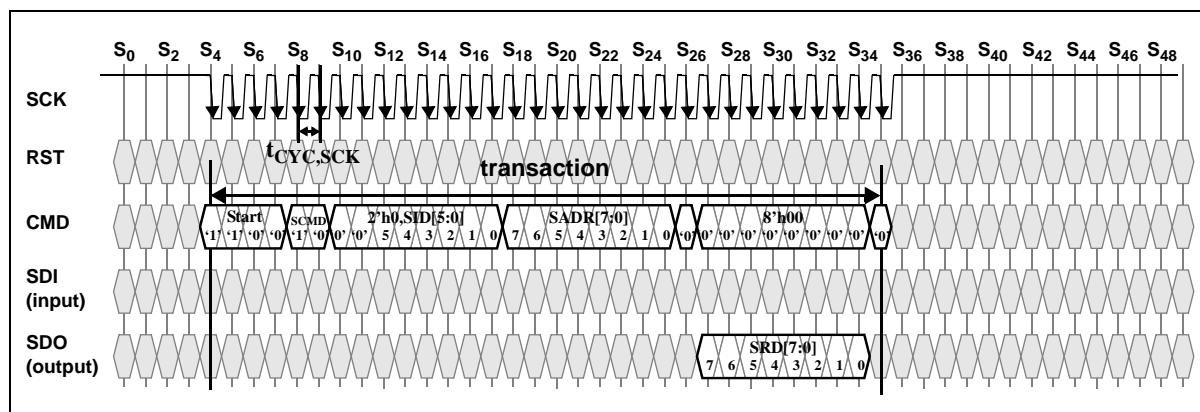 S0 S2 S4 S6 S8 S10 S12 S14 S16 S18 S20 S22 S24 S26 S28 S30 S32 S34 S36 S38 S40 S42 S44 S46 S48
SCK
tCYC,SCK
RST
transaction
CMD
Start SCMD 2’h0,SID[5:0] SADR[7:0] 8’h00
‘1’ ‘1’ ‘0’ ‘0’ ‘1’ ‘0’ ‘0’ ‘0’ 5 4 3 2 1 0 7 6 5 4 3 2 1 0 ‘0’ ‘0’ ‘0’ ‘0’ ‘0’ ‘0’ ‘0’ ‘0’ ‘0’ ‘0’
SDI
(input)
SDO
(output)
SRD[7:0]
7 6 5 4 3 2 1 0